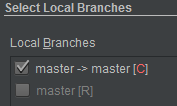 Select Local Branches
Local Branches
master -> master [C]
master [R]